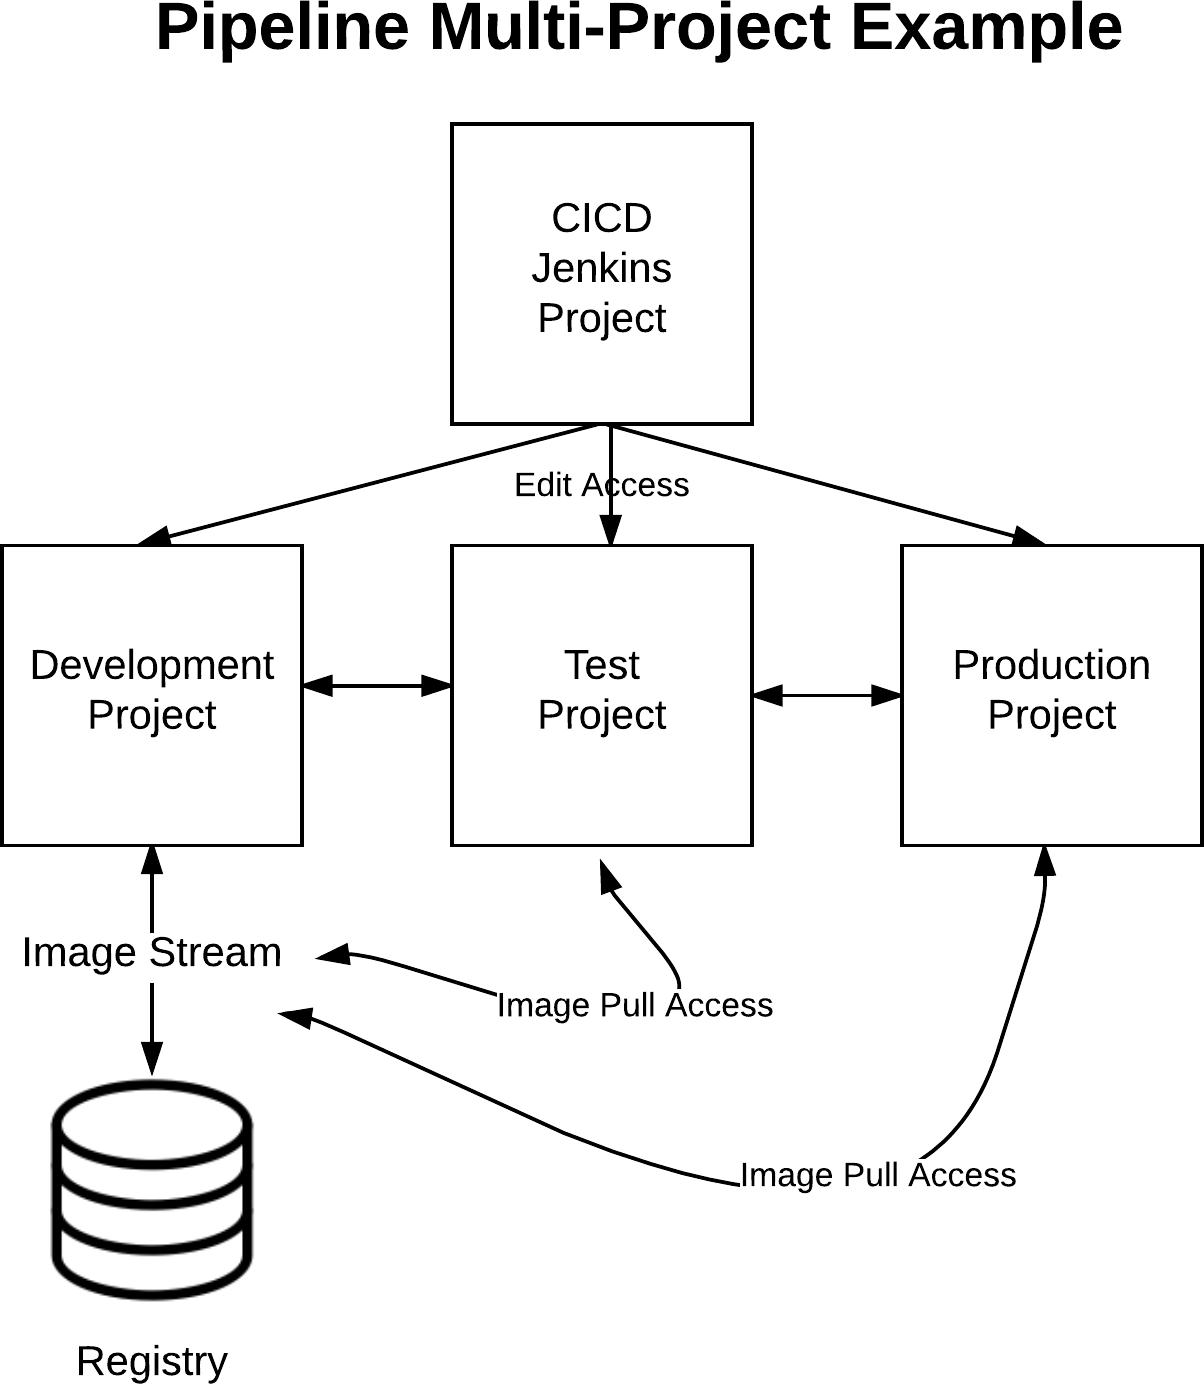 Pipeline Multi-Project Example
CICD
Jenkins
Project
Edit Access
Development
Project
Test
Project
Production
Project
Image Stream
Image Pull Access
Image Pull Access
Registry